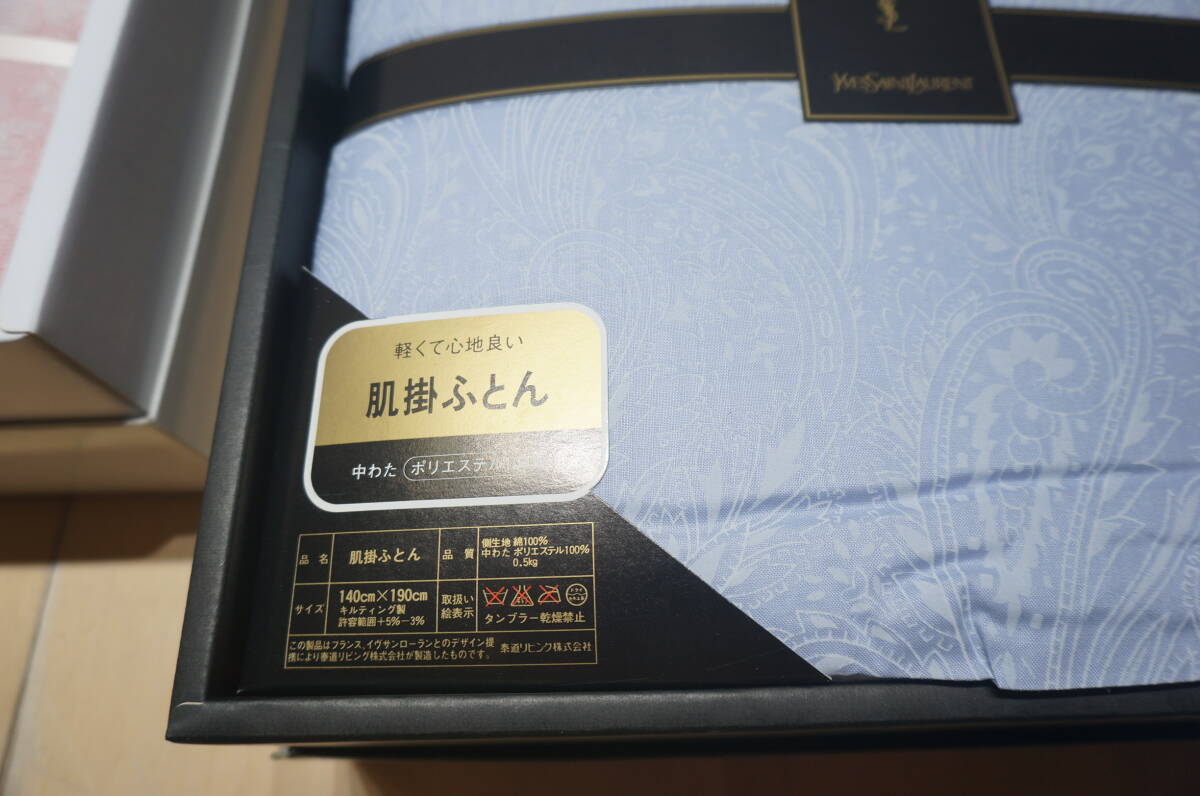 YSL
YVESSAINTLAURENT
軽くて心地良い
肌掛ふとん
中わた ポリエステル
品名 肌掛ふとん 品質 側生地 綿100%
中わた ポリエステル100%
0.5kg
サイズ 140cm×190cm
キルティング製
許容範囲+5%−3%
取扱い
絵表示
タンブラー乾燥禁止
この製品はフランス、イヴサンローランとのデザイン提
携により泰道リビング株式会社が製造したものです。
泰道リビング株式会社